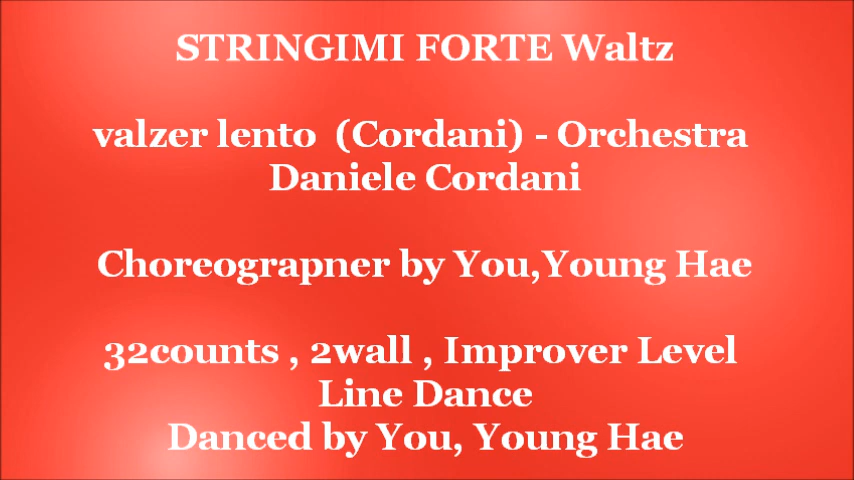 STRINGIMI FORTE Waltz
valzer lento (Cordani) - Orchestra
Daniele Cordani
Choreograpner by You,Young Hae
32counts , 2wall , Improver Level
Line Dance
Danced by You, Young Hae